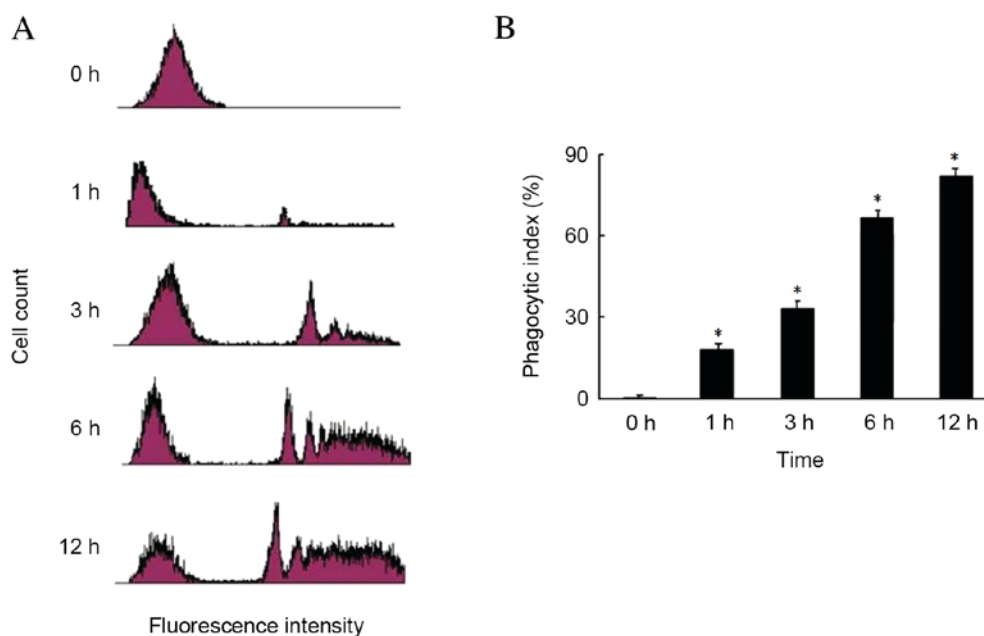 A
0 h
1 h
3 h
6 h
12 h
Cell count
Fluorescence intensity
B
Phagocytic index (%)
90
60
30
0
*
*
*
*
0 h 1 h 3 h 6 h 12 h
Time